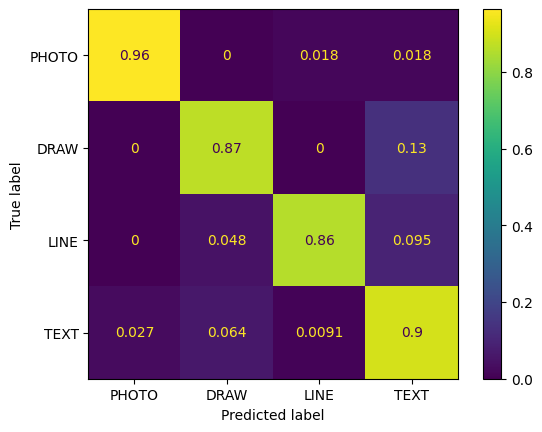 PHOTO 0.96 0 0.018 0.018 0.8
DRAW 0 0.87 0 0.13 0.6
LINE 0 0.048 0.86 0.095 0.4
TEXT 0.027 0.064 0.0091 0.9 0.2
0.0
PHOTO DRAW LINE TEXT
Predicted label
True label